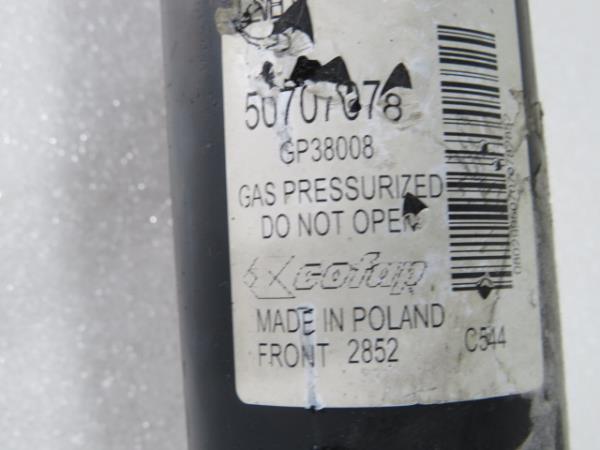 50707078
GP38008
GAS PRESSURIZED
DO NOT OPEN
cofap
MADE IN POLAND
FRONT 2852
C544